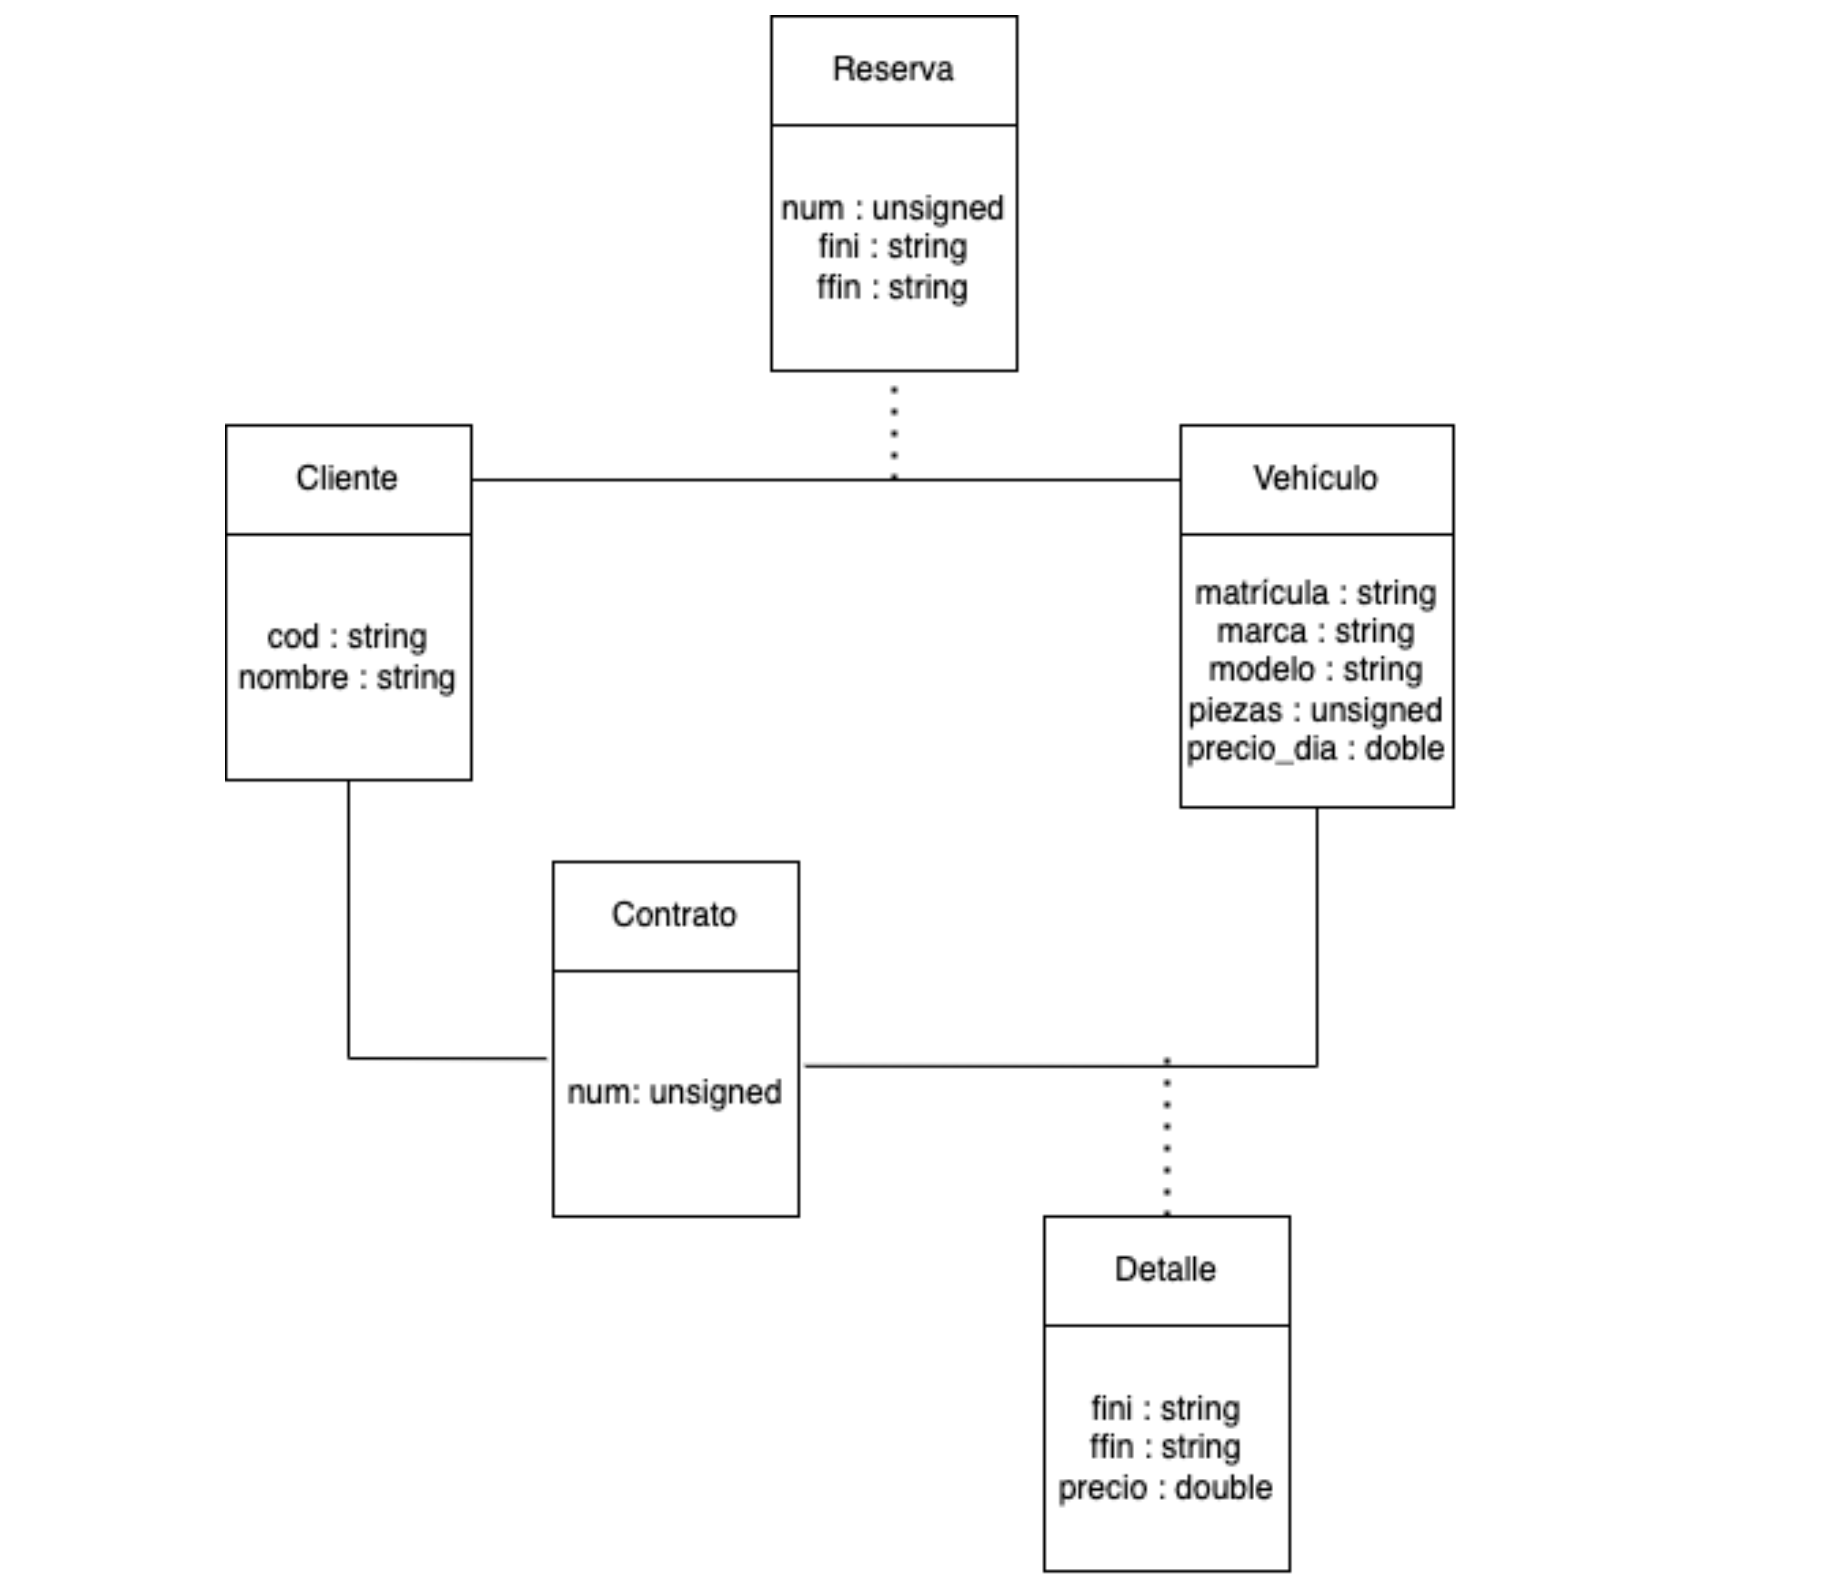 Reserva
num : unsigned
fini : string
ffin : string
Cliente
cod : string
nombre : string
Vehículo
matrícula : string
marca : string
modelo : string
piezas : unsigned
precio_dia : doble
Contrato
num: unsigned
Detalle
fini : string
ffin : string
precio : double